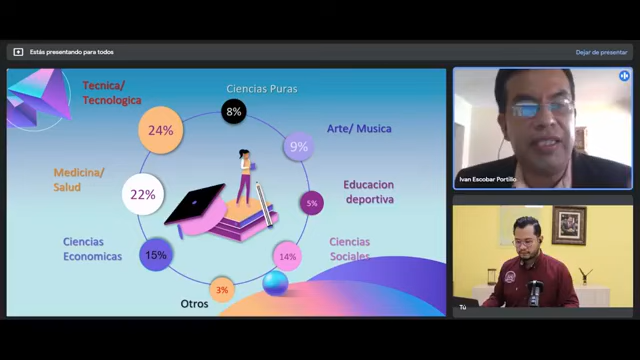 Estás presentando para todos
Dejar de presentar
Tecnica/
Tecnologica
24%
Ciencias Puras
8%
Arte/ Musica
9%
Educacion
deportiva
5%
Ciencias
Sociales
14%
Otros
3%
Ciencias
Economicas
15%
Medicina/
Salud
22%
Ivan Escobar Portillo
Tú